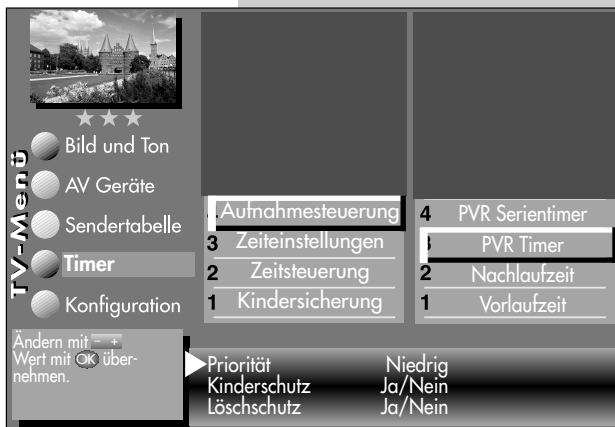 TV-Menü
Bild und Ton
AV Geräte
Sendertabelle
Timer
Konfiguration
Aufnahmesteuerung
3 Zeiteinstellungen
2 Zeitsteuerung
1 Kindersicherung
4 PVR Serientimer
PVR Timer
2 Nachlaufzeit
1 Vorlaufzeit
Ändern mit - +
Wert mit OK über-
nehmen.
Priorität Niedrig
Kinderschutz Ja/Nein
Löschschutz Ja/Nein